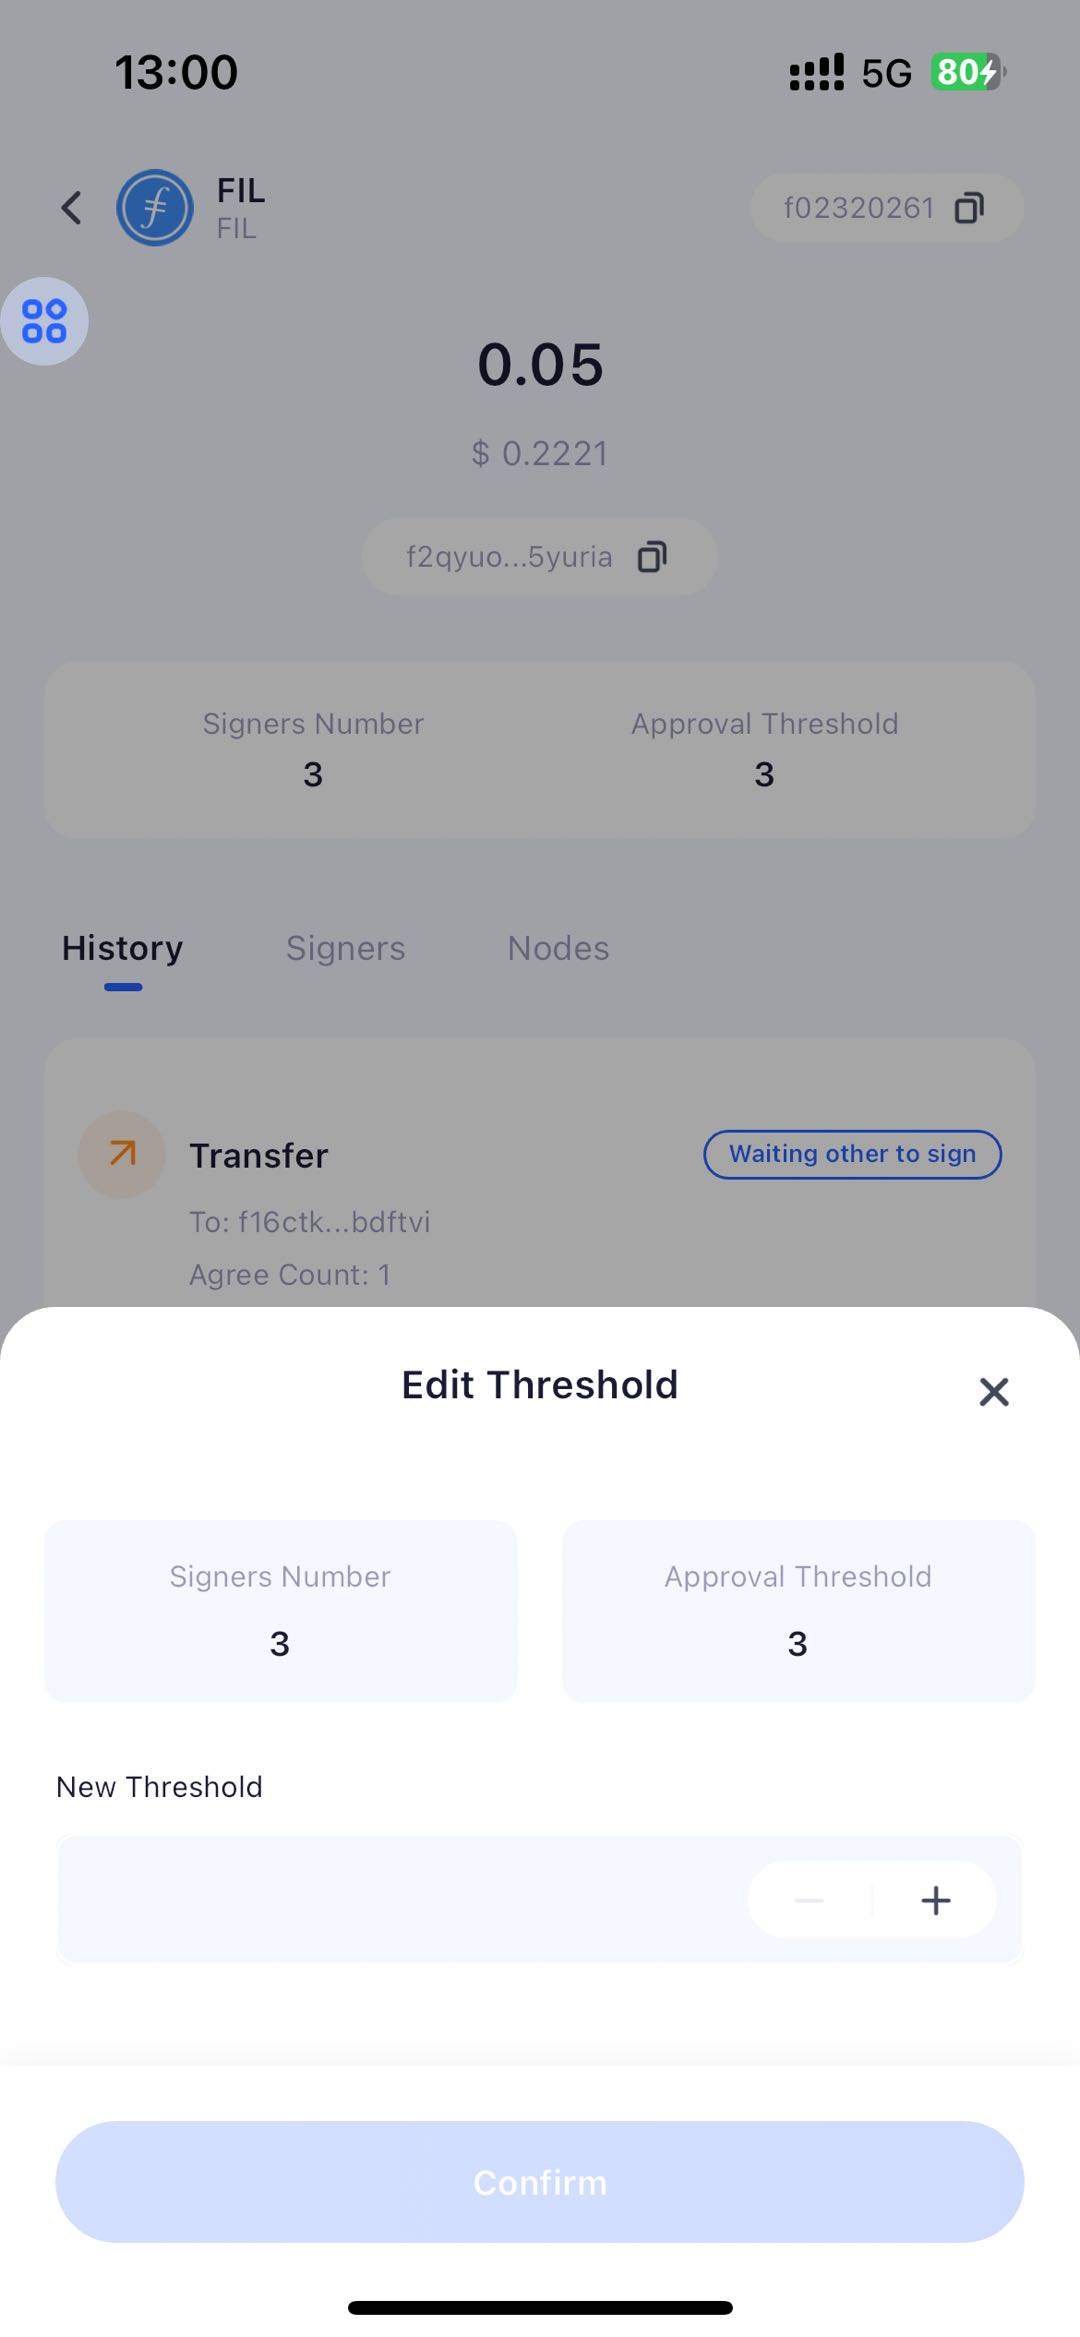 13:00
5G
80
FIL
FIL
f02320261
0.05
$ 0.2221
f2qyuo...5yuria
Signers Number
Approval Threshold
3
3
History
Signers
Nodes
Transfer
Waiting other to sign
To: f16ctk...bdftvi
Agree Count: 1
Edit Threshold
Signers Number
Approval Threshold
3
3
New Threshold
Confirm